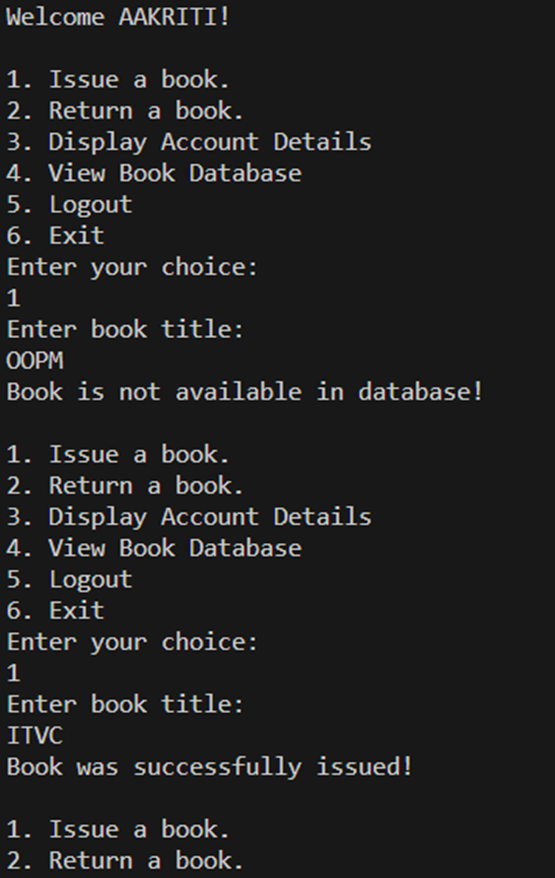 Welcome AAKRITI!
1. Issue a book.
2. Return a book.
3. Display Account Details
4. View Book Database
5. Logout
6. Exit
Enter your choice:
1
Enter book title:
OOPM
Book is not available in database!
1. Issue a book.
2. Return a book.
3. Display Account Details
4. View Book Database
5. Logout
6. Exit
Enter your choice:
1
Enter book title:
ITVC
Book was successfully issued!
1. Issue a book.
2. Return a book.